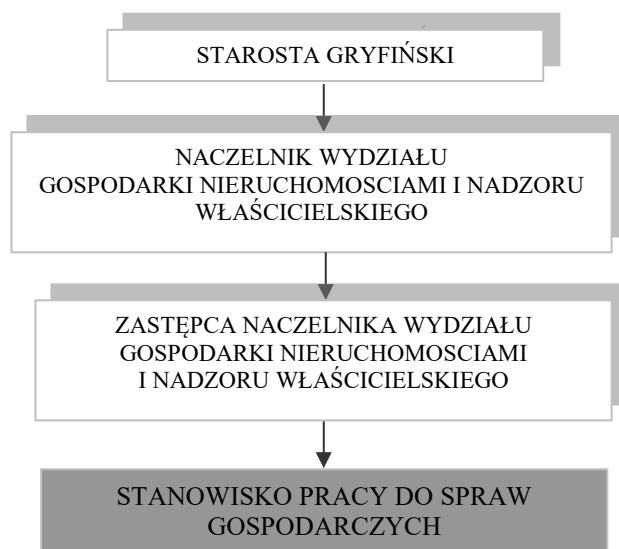 STAROSTA GRYFIŃSKI
NACZELNIK WYDZIAŁU
GOSPODARKI NIERUCHOMOSCIAMI I NADZORU
WŁAŚCICIELSKIEGO
ZASTĘPCA NACZELNIKA WYDZIAŁU
GOSPODARKI NIERUCHOMOSCIAMI
I NADZORU WŁAŚCICIELSKIEGO
STANOWISKO PRACY DO SPRAW
GOSPODARCZYCH